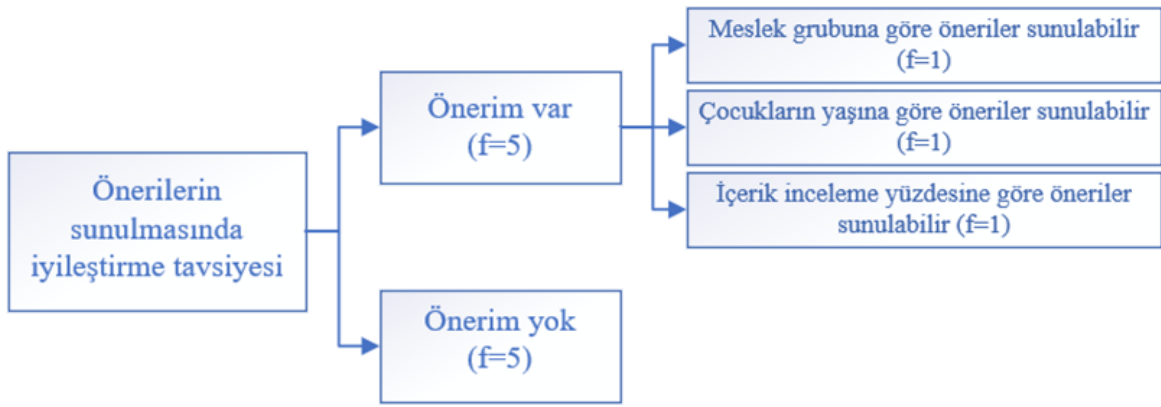 Önerilerin
sunulmasında
iyileştirme tavsiyesi
Önerim var
(f=5)
Önerim yok
(f=5)
Meslek grubuna göre öneriler sunulabilir
(f=1)
Çocukların yaşına göre öneriler sunulabilir
(f=1)
İçerik inceleme yüzdesine göre öneriler
sunulabilir (f=1)